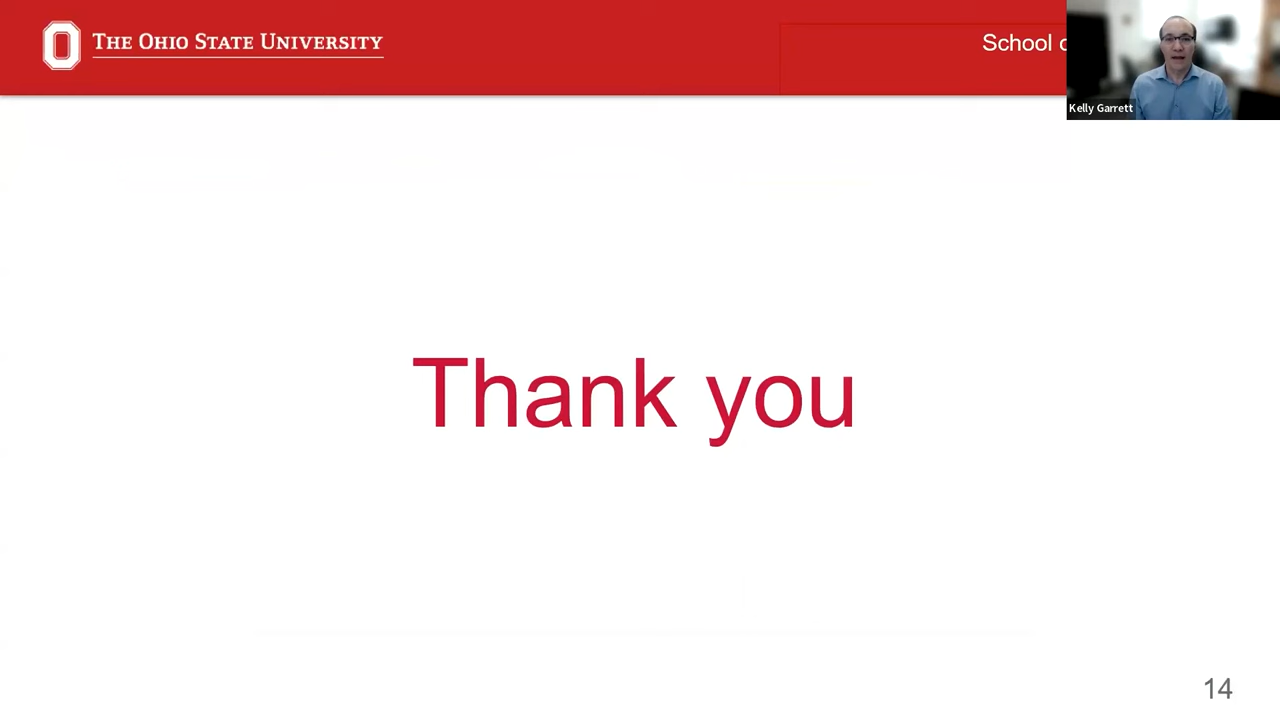 THE OHIO STATE UNIVERSITY
School
Kelly Garrett
Thank you
14